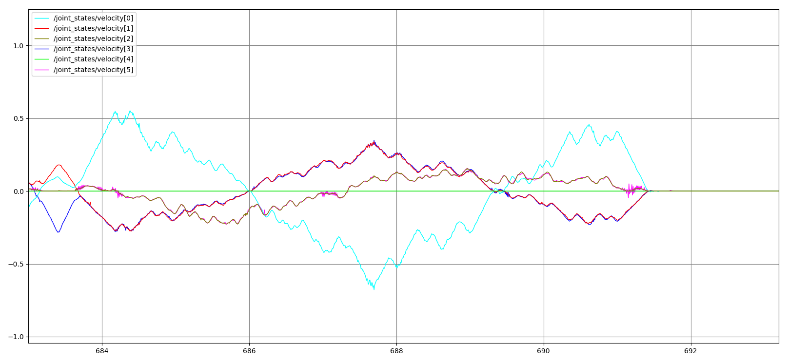 /joint_states/velocity[0]
/joint_states/velocity[1]
/joint_states/velocity[2]
/joint_states/velocity[3]
/joint_states/velocity[4]
/joint_states/velocity[5]
1.0
0.5
0.0
−0.5
−1.0
684 686 688 690 692